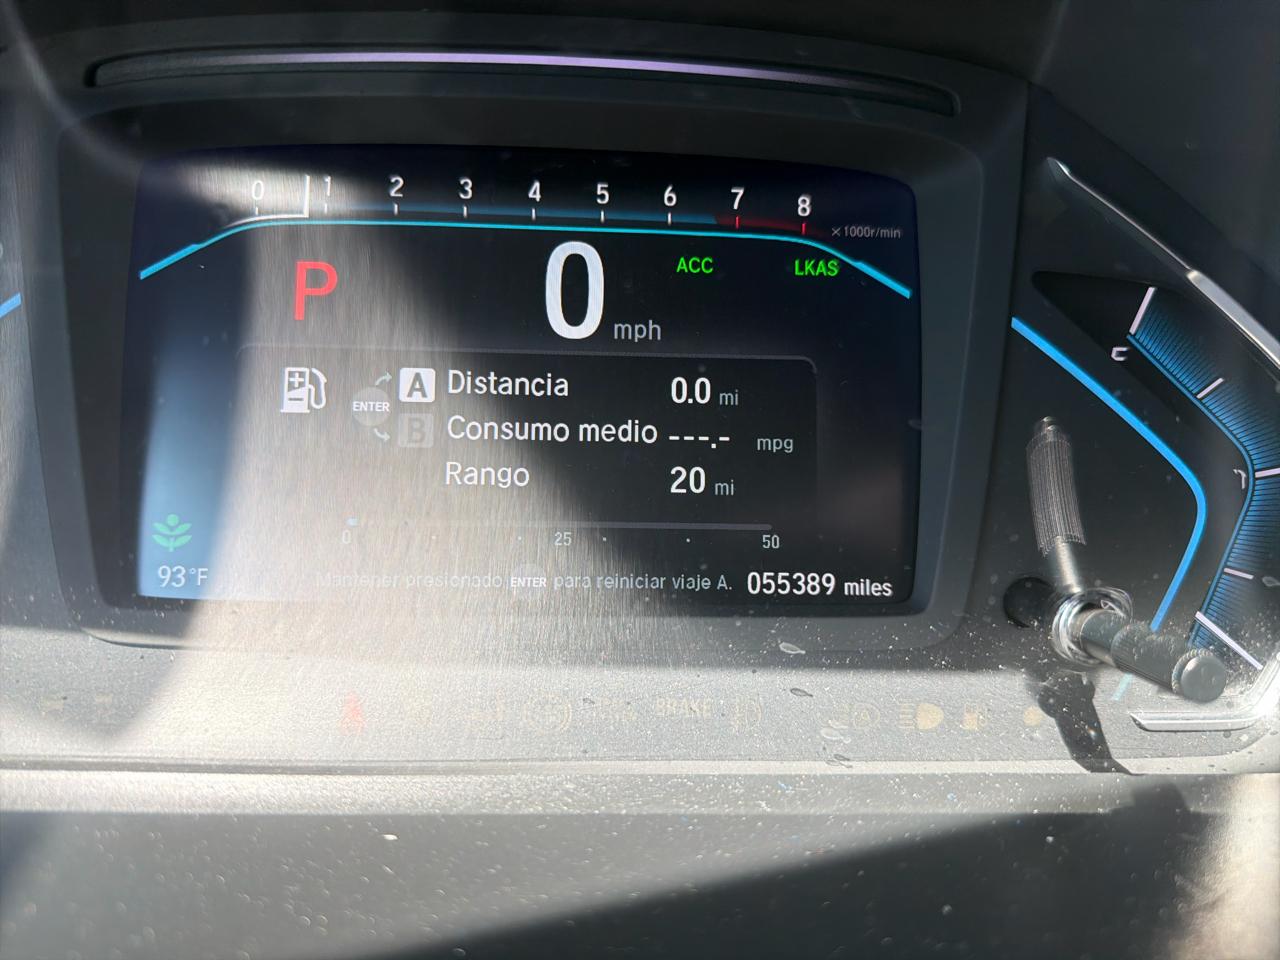 0 1 2 3 4 5 6 7 8
×1000r/min
P 0 mph ACC LKAS
A Distancia 0.0 mi
ENTER
B Consumo medio ---.- mpg
Rango 20 mi
0 25 50
93°F Mantener presionado ENTER para reiniciar viaje A. 055389 miles
C
BRAKE